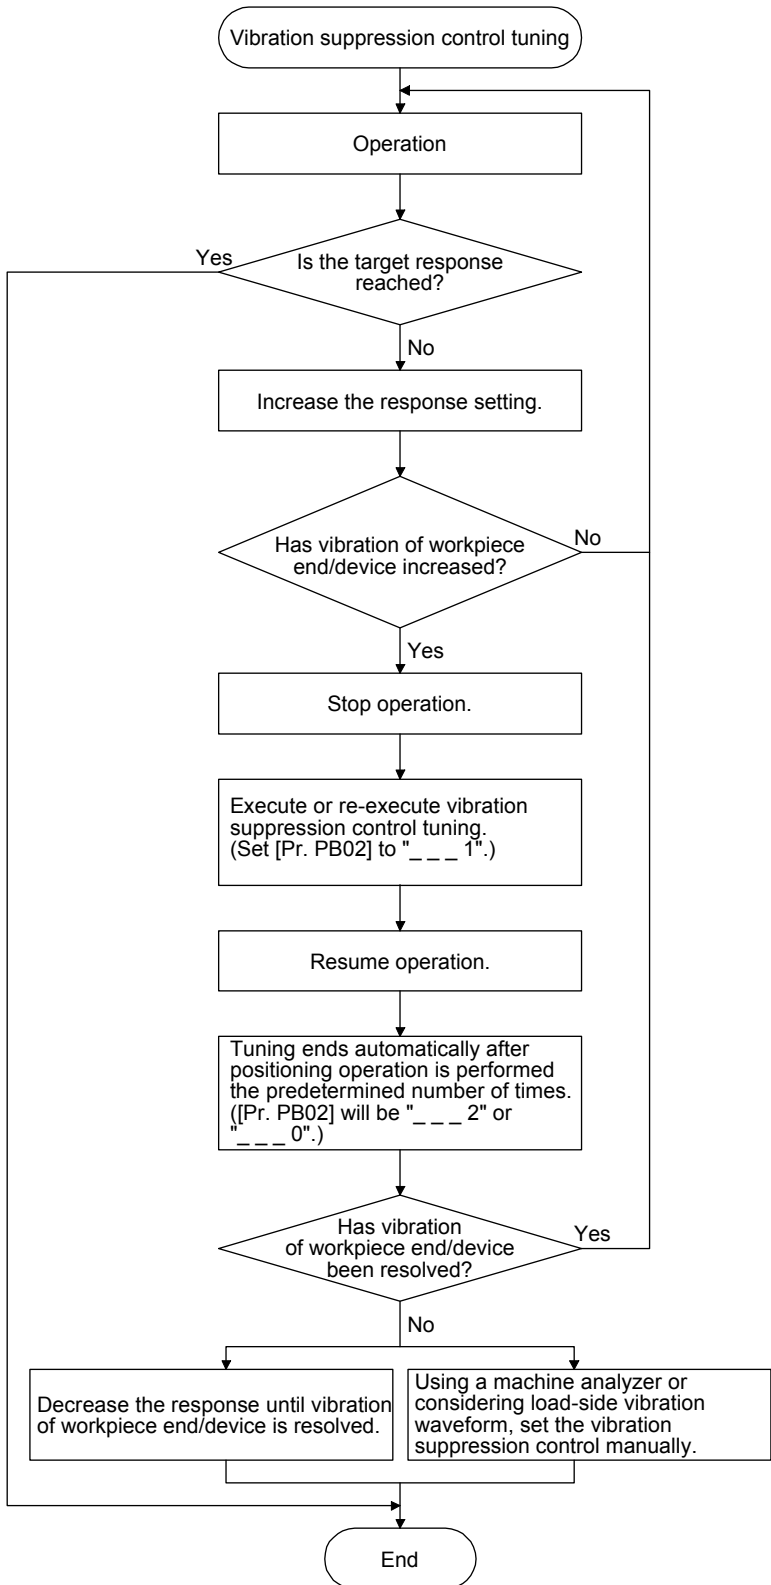 Vibration suppression control tuning
Operation
Yes
Is the target response
reached?
No
Increase the response setting.
Has vibration of workpiece
end/device increased?
No
Yes
Stop operation.
Execute or re-execute vibration
suppression control tuning.
(Set [Pr. PB02] to "_ _ _ 1".)
Resume operation.
Tuning ends automatically after
positioning operation is performed
the predetermined number of times.
([Pr. PB02] will be "_ _ _ 2" or
"_ _ _ 0".)
Has vibration
of workpiece end/device
been resolved?
Yes
No
Decrease the response until vibration
of workpiece end/device is resolved.
Using a machine analyzer or
considering load-side vibration
waveform, set the vibration
suppression control manually.
End